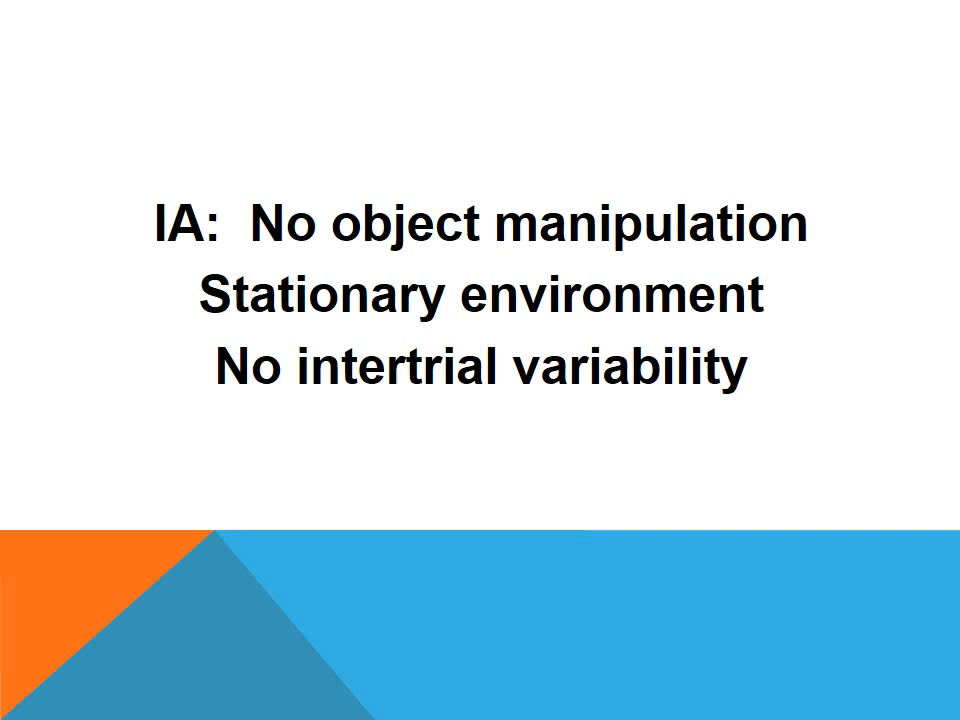 IA:  No object manipulation
Stationary environment
No intertrial variability